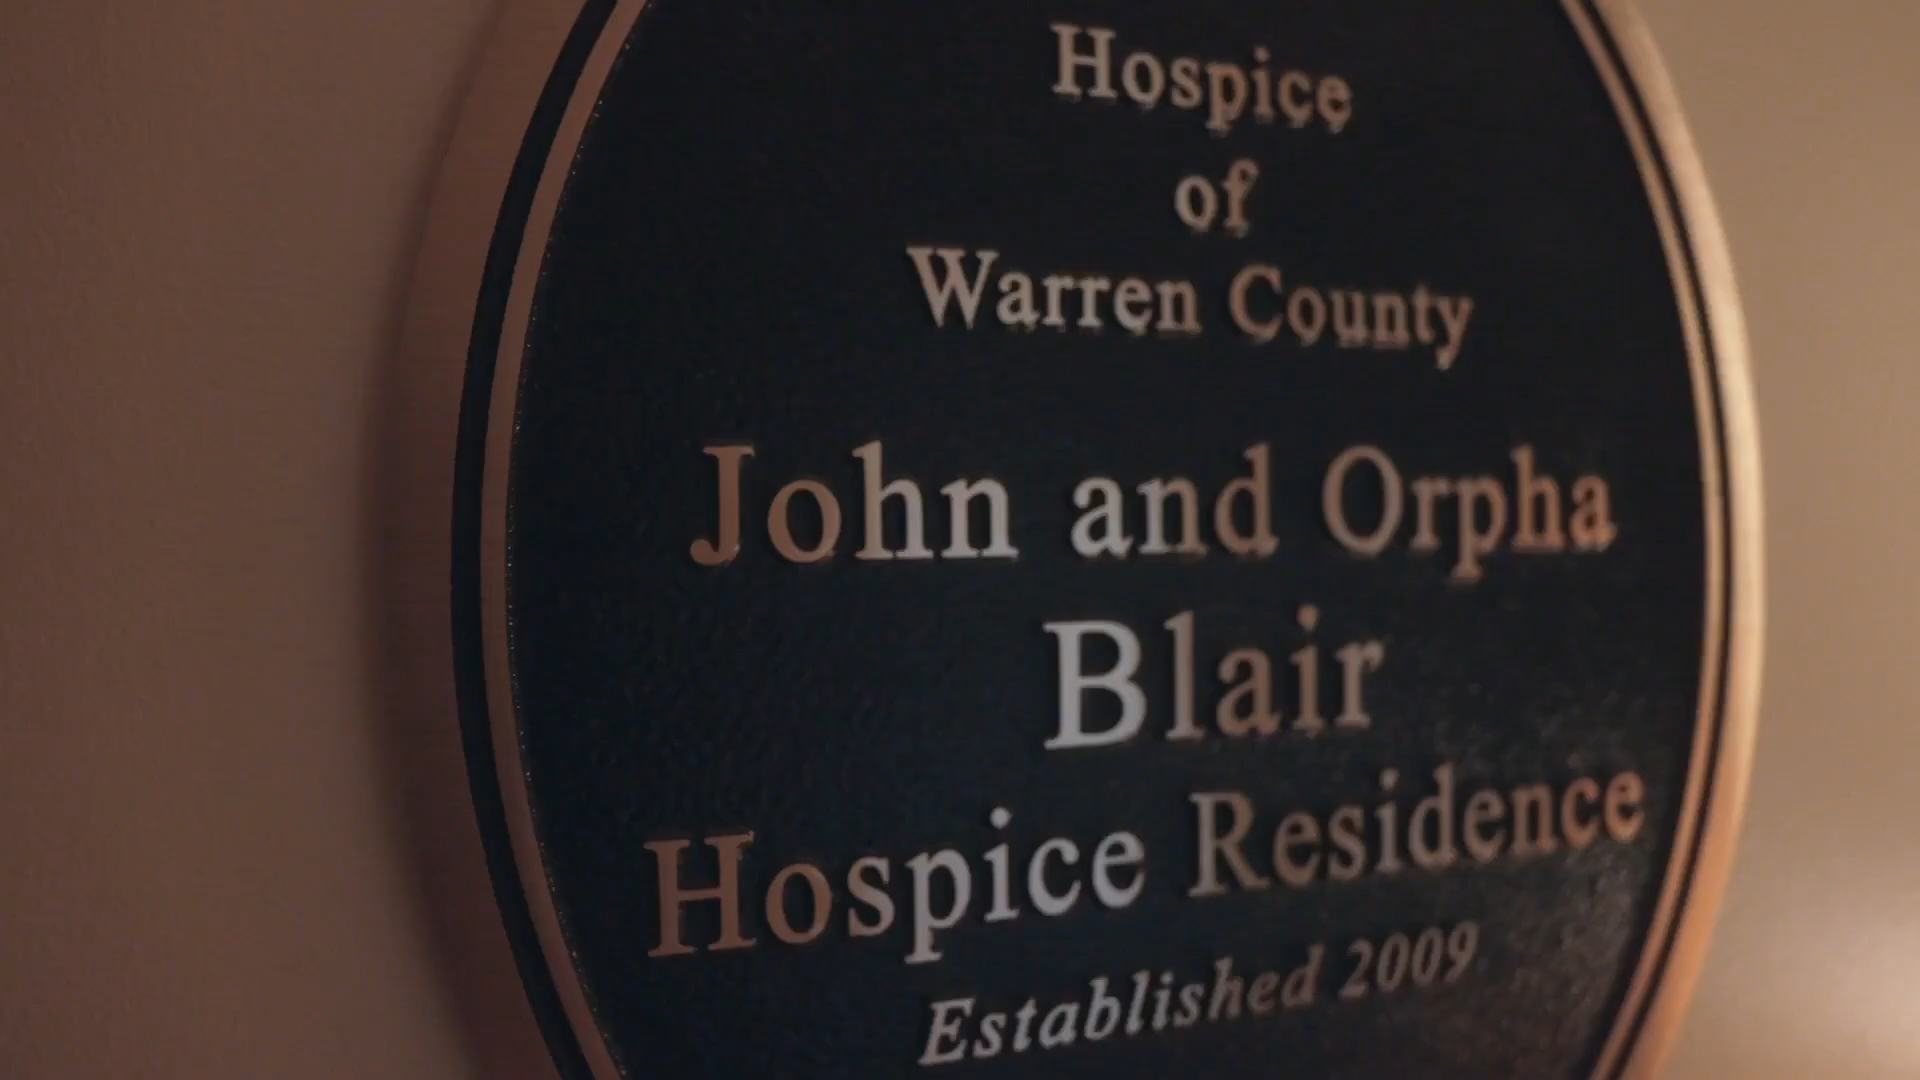 Hospice
of
Warren County
John and Orpha
Blair
Hospice Residence
Established 2009